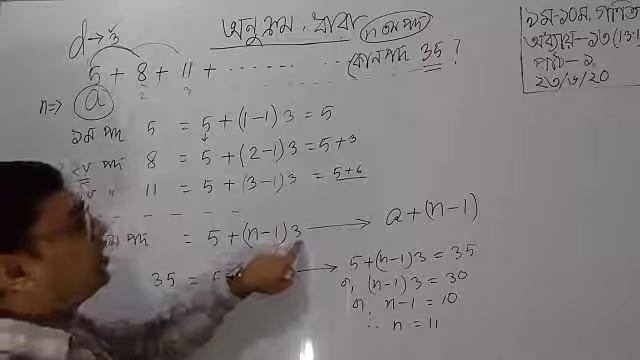 অনুক্রম ও ধারা n তম পদ
৯ম-১০ম গণিত
অধ্যায়-১৩ (13.1
পার্ট-১
২৩/৬/২০
d → 3
5 + 8 + 11 + ........ ......
কোন পদ 35 ?
2 3
n => a
১ম পদ 5 = 5 + (1-1)3 = 5
২য় পদ 8 = 5 + (2-1)3 = 5+3
৩য় " 11 = 5 + (3-1)3 = 5+6
পদ = 5 + (n-1)3 → a + (n-1)
35 = → 5+(n-1)3 = 35
বা, (n-1)3 = 30
বা, n-1 = 10
∴ n = 11